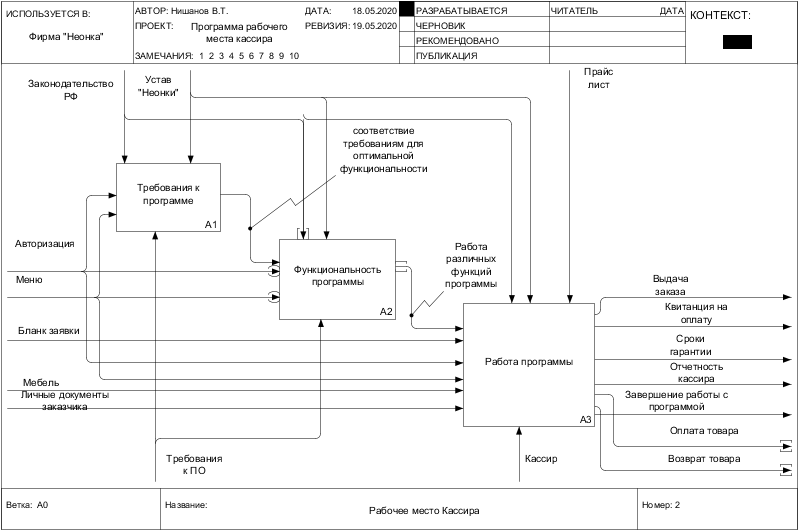 ИСПОЛЬЗУЕТСЯ В:
Фирма "Неонка"
АВТОР: Нишанов В.Т.
ДАТА: 18.05.2020
ПРОЕКТ: Программа рабочего
места кассира
РЕВИЗИЯ: 19.05.2020
ЗАМЕЧАНИЯ: 1 2 3 4 5 6 7 8 9 10
РАЗРАБАТЫВАЕТСЯ
ЧЕРНОВИК
РЕКОМЕНДОВАНО
ПУБЛИКАЦИЯ
ЧИТАТЕЛЬ ДАТА
КОНТЕКСТ:
Законодательство
РФ
Устав
"Неонки"
Прайс
лист
соответствие
требованиям для
оптимальной
функциональности
Требования к
программе
A1
Авторизация
Меню
Функциональность
программы
A2
Работа
различных
функций
программы
Бланк заявки
Мебель
Личные документы
заказчика
Работа программы
A3
Выдача
заказа
Квитанция на
оплату
Сроки
гарантии
Отчетность
кассира
Завершение работы с
программой
Оплата товара
Возврат товара
Требования
к ПО
Кассир
Ветка: A0
Название:
Рабочее место Кассира
Номер: 2